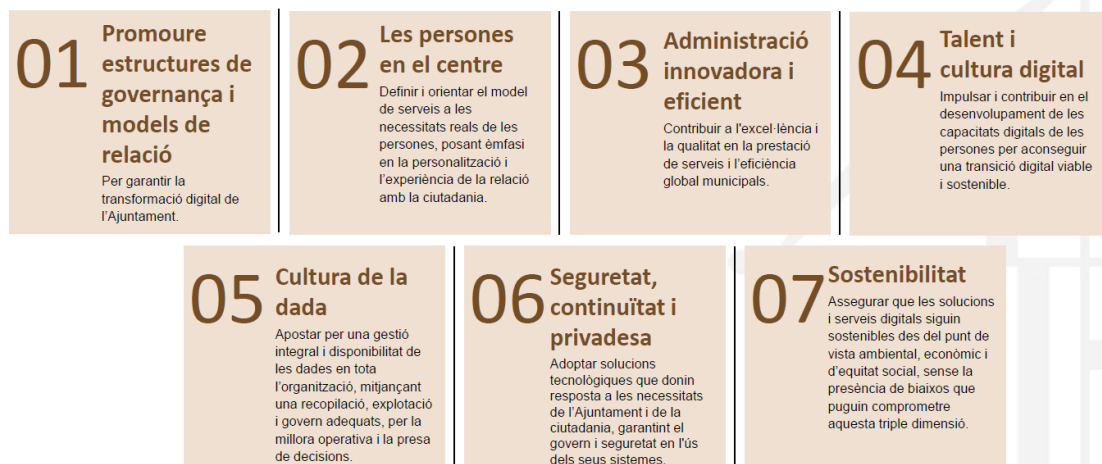 01
Promoure
estructures de
governança i
models de
relació
Per garantir la
transformació digital de
l'Ajuntament.
02
Les persones
en el centre
Definir i orientar el model
de serveis a les
necessitats reals de les
persones, posant èmfasi
en la personalització i
l'experiència de la relació
amb la ciutadania.
03
Administració
innovadora i
eficient
Contribuir a l'excel·lència i
la qualitat en la prestació
de serveis i l'eficiència
global municipals.
04
Talent i
cultura digital
Impulsar i contribuir en el
desenvolupament de les
capacitats digitals de les
persones per aconseguir
una transició digital viable
i sostenible.
05
Cultura de la
dada
Apostar per una gestió
integral i disponibilitat de
les dades en tota
l'organització, mitjançant
una recopilació, explotació
i govern adequats, per la
millora operativa i la presa
de decisions.
06
Seguretat,
continuïtat i
privadesa
Adoptar solucions
tecnològiques que donin
resposta a les necessitats
de l'Ajuntament i de la
ciutadania, garantint el
govern i seguretat en l'ús
dels seus sistemes.
07
Sostenibilitat
Assegurar que les solucions
i serveis digitals siguin
sostenibles des del punt de
vista ambiental, econòmic i
d'equitat social, sense la
presència de biaixos que
puguin comprometre
aquesta triple dimensió.